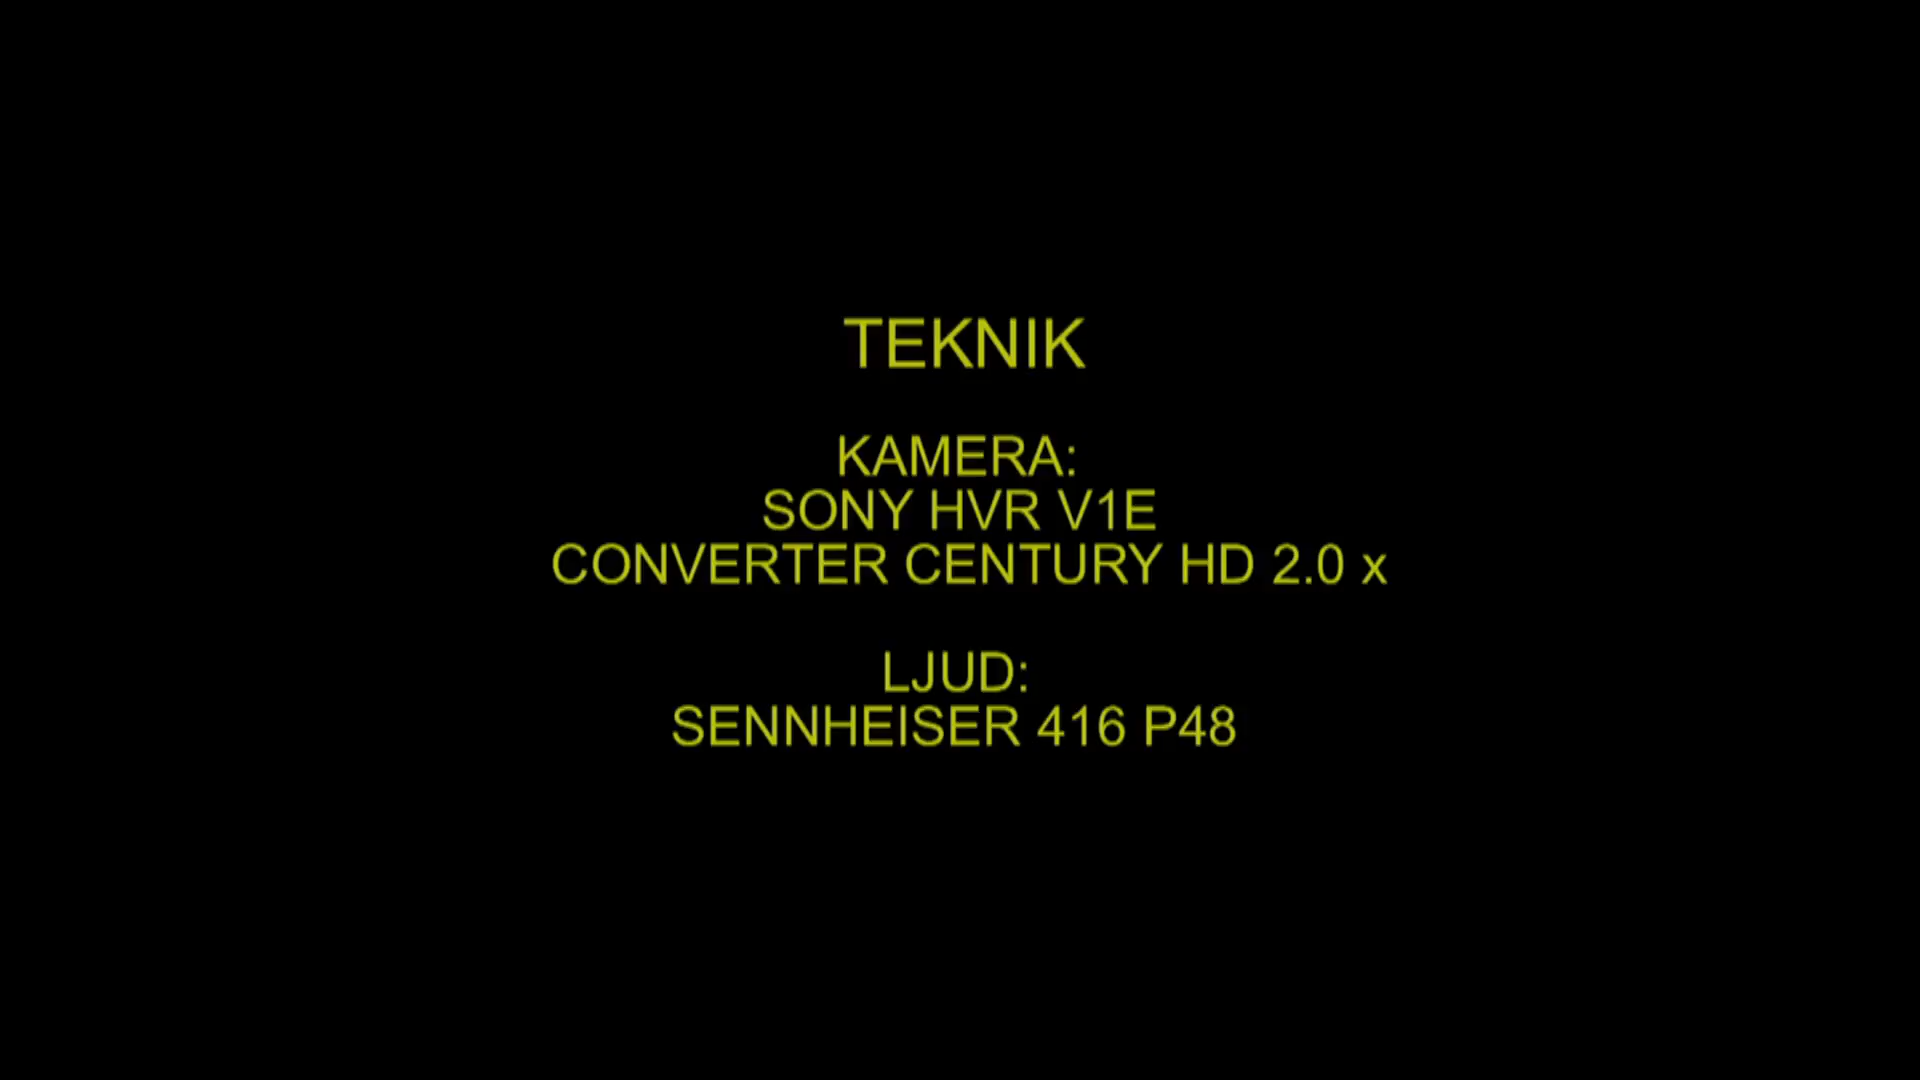 TEKNIK
KAMERA:
SONY HVR V1E
CONVERTER CENTURY HD 2.0 x
LJUD:
SENNHEISER 416 P48